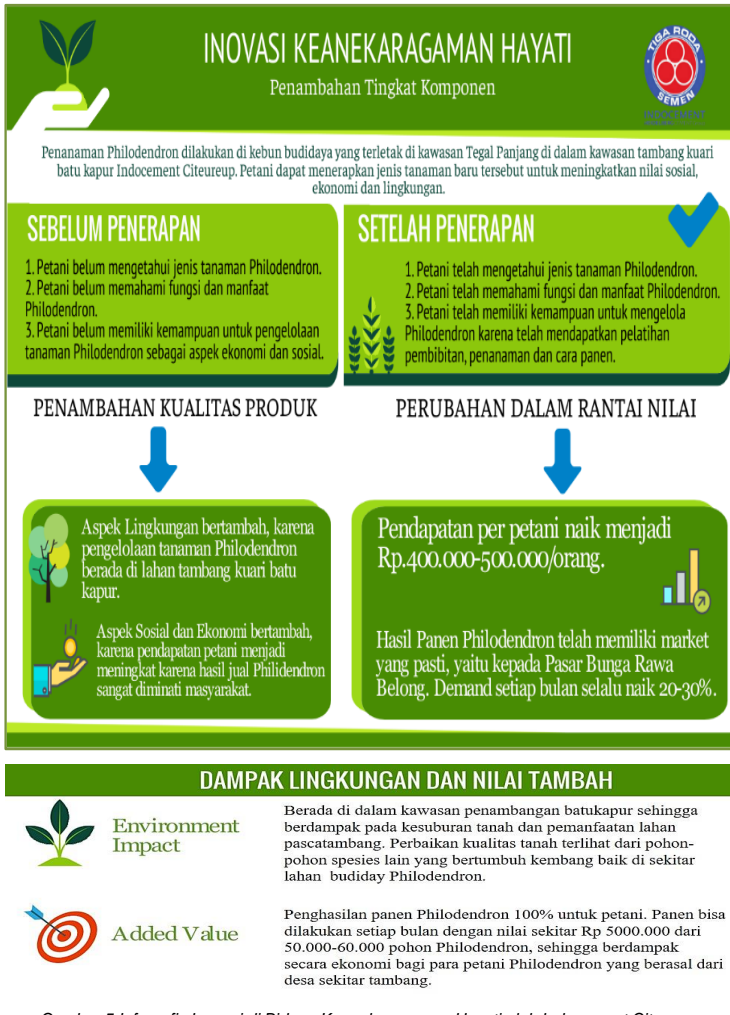 INOVASI KEANEKARAGAMAN HAYATI
Penambahan Tingkat Komponen
TIGA RODA
SEMEN
INDOCEMENT
Penanaman Philodendron dilakukan di kebun budidaya yang terletak di kawasan Tegal Panjang di dalam kawasan tambang kuari
batu kapur Indocement Citeureup. Petani dapat menerapkan jenis tanaman baru tersebut untuk meningkatkan nilai sosial,
ekonomi dan lingkungan.
SEBELUM PENERAPAN
1. Petani belum mengetahui jenis tanaman Philodendron.
2. Petani belum memahami fungsi dan manfaat
Philodendron.
3. Petani belum memiliki kemampuan untuk pengelolaan
tanaman Philodendron sebagai aspek ekonomi dan sosial.
SETELAH PENERAPAN
1. Petani telah mengetahui jenis tanaman Philodendron.
2. Petani telah memahami fungsi dan manfaat Philodendron.
3. Petani telah memiliki kemampuan untuk mengelola
Philodendron karena telah mendapatkan pelatihan
pembibitan, penanaman dan cara panen.
PENAMBAHAN KUALITAS PRODUK
PERUBAHAN DALAM RANTAI NILAI
Aspek Lingkungan bertambah, karena
pengelolaan tanaman Philodendron
berada di lahan tambang kuari batu
kapur.
Aspek Sosial dan Ekonomi bertambah,
karena pendapatan petani menjadi
meningkat karena hasil jual Philidendron
sangat diminati masyarakat.
Pendapatan per petani naik menjadi
Rp.400.000-500.000/orang.
Hasil Panen Philodendron telah memiliki market
yang pasti, yaitu kepada Pasar Bunga Rawa
Belong. Demand setiap bulan selalu naik 20-30%.
DAMPAK LINGKUNGAN DAN NILAI TAMBAH
Environment
Impact
Berada di dalam kawasan penambangan batukapur sehingga
berdampak pada kesuburan tanah dan pemanfaatan lahan
pascatambang. Perbaikan kualitas tanah terlihat dari pohon-
pohon spesies lain yang bertumbuh kembang baik di sekitar
lahan budiday Philodendron.
Added Value
Penghasilan panen Philodendron 100% untuk petani. Panen bisa
dilakukan setiap bulan dengan nilai sekitar Rp 5000.000 dari
50.000-60.000 pohon Philodendron, sehingga berdampak
secara ekonomi bagi para petani Philodendron yang berasal dari
desa sekitar tambang.